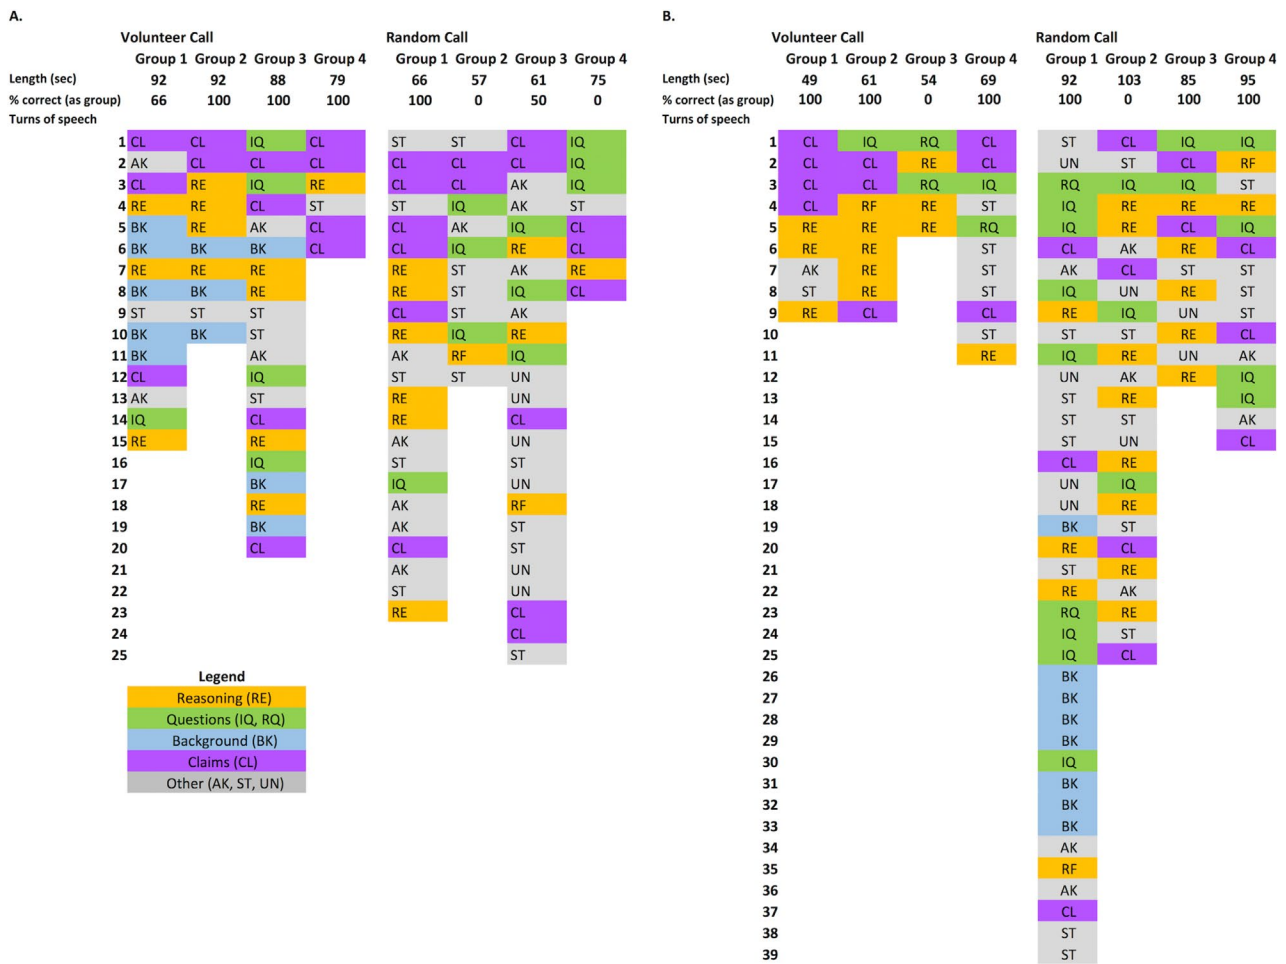 A. B.
Volunteer Call Random Call Volunteer Call Random Call
Group 1 Group 2 Group 3 Group 4 Group 1 Group 2 Group 3 Group 4 Group 1 Group 2 Group 3 Group 4 Group 1 Group 2 Group 3 Group 4
Length (sec) 92 92 88 79 66 57 61 75 Length (sec) 49 61 54 69 92 103 85 95
% correct (as group) 66 100 100 100 100 0 50 0 % correct (as group) 100 100 0 100 100 0 100 100
Turns of speech Turns of speech
1 CL CL IQ CL ST ST CL IQ 1 CL IQ RQ CL ST CL IQ IQ
2 AK CL CL CL CL CL CL IQ 2 CL CL RE CL UN ST CL RF
3 CL RE IQ RE CL CL AK IQ 3 CL CL RQ IQ RQ IQ IQ ST
4 RE RE CL ST ST IQ AK ST 4 CL RF RE ST IQ RE RE RE
5 BK RE AK CL CL AK IQ CL 5 RE RE RE RQ IQ RE CL IQ
6 BK BK BK CL CL IQ RE CL 6 RE RE ST CL AK RE CL
7 RE RE RE RE ST AK RE 7 AK RE ST AK CL ST ST
8 BK BK RE RE ST IQ CL 8 ST RE ST IQ UN RE ST
9 ST ST ST CL ST AK 9 RE CL CL RE IQ UN ST
10 BK BK ST RE IQ RE 10 ST ST ST RE CL
11 BK AK AK RF IQ 11 RE IQ RE UN AK
12 CL IQ ST ST UN 12 UN AK RE IQ
13 AK ST RE UN 13 ST RE IQ
14 IQ CL RE CL 14 ST ST AK
15 RE RE AK UN 15 ST UN CL
16 IQ ST ST 16 CL RE
17 BK IQ UN 17 UN IQ
18 RE AK RF 18 UN RE
19 BK AK ST 19 BK ST
20 CL CL ST 20 RE CL
21 AK UN 21 ST RE
22 ST UN 22 RE AK
23 RE CL 23 RQ RE
24 CL 24 IQ ST
25 ST 25 IQ CL
Legend 26 BK
Reasoning (RE) 27 BK
Questions (IQ, RQ) 28 BK
Background (BK) 29 BK
Claims (CL) 30 IQ
Other (AK, ST, UN) 31 BK
32 BK
33 BK
34 AK
35 RF
36 AK
37 CL
38 ST
39 ST